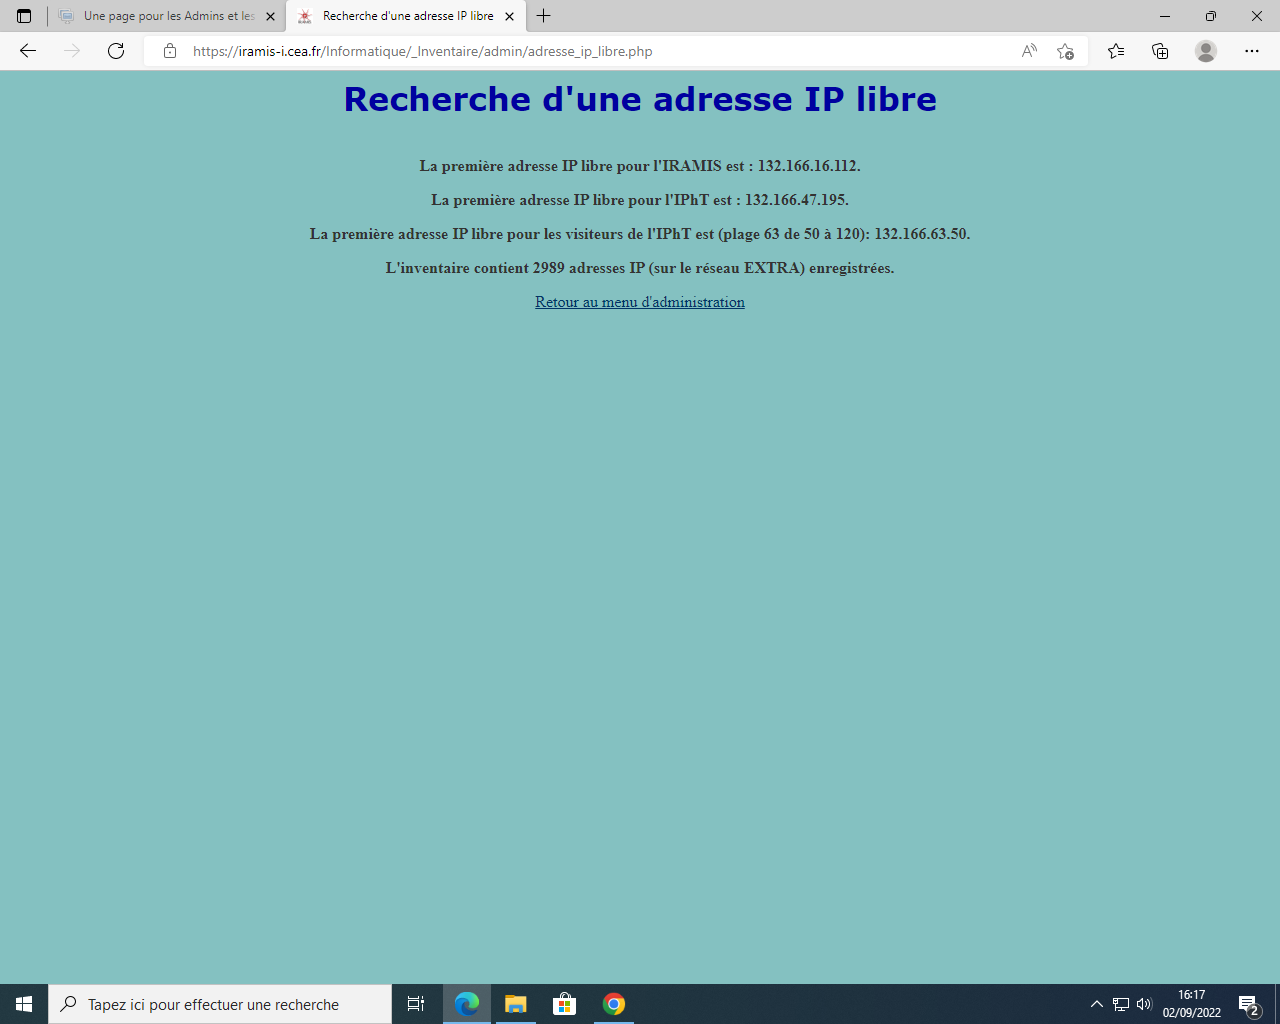 Une page pour les Admins et les
Recherche d'une adresse IP libre
https://iramis-i.cea.fr/Informatique/_Inventaire/admin/adresse_ip_libre.php
Recherche d'une adresse IP libre
La première adresse IP libre pour l'IRAMIS est : 132.166.16.112.
La première adresse IP libre pour l'IPhT est : 132.166.47.195.
La première adresse IP libre pour les visiteurs de l'IPhT est (plage 63 de 50 à 120): 132.166.63.50.
L'inventaire contient 2989 adresses IP (sur le réseau EXTRA) enregistrées.
Retour au menu d'administration
Tapez ici pour effectuer une recherche
16:17
02/09/2022
2